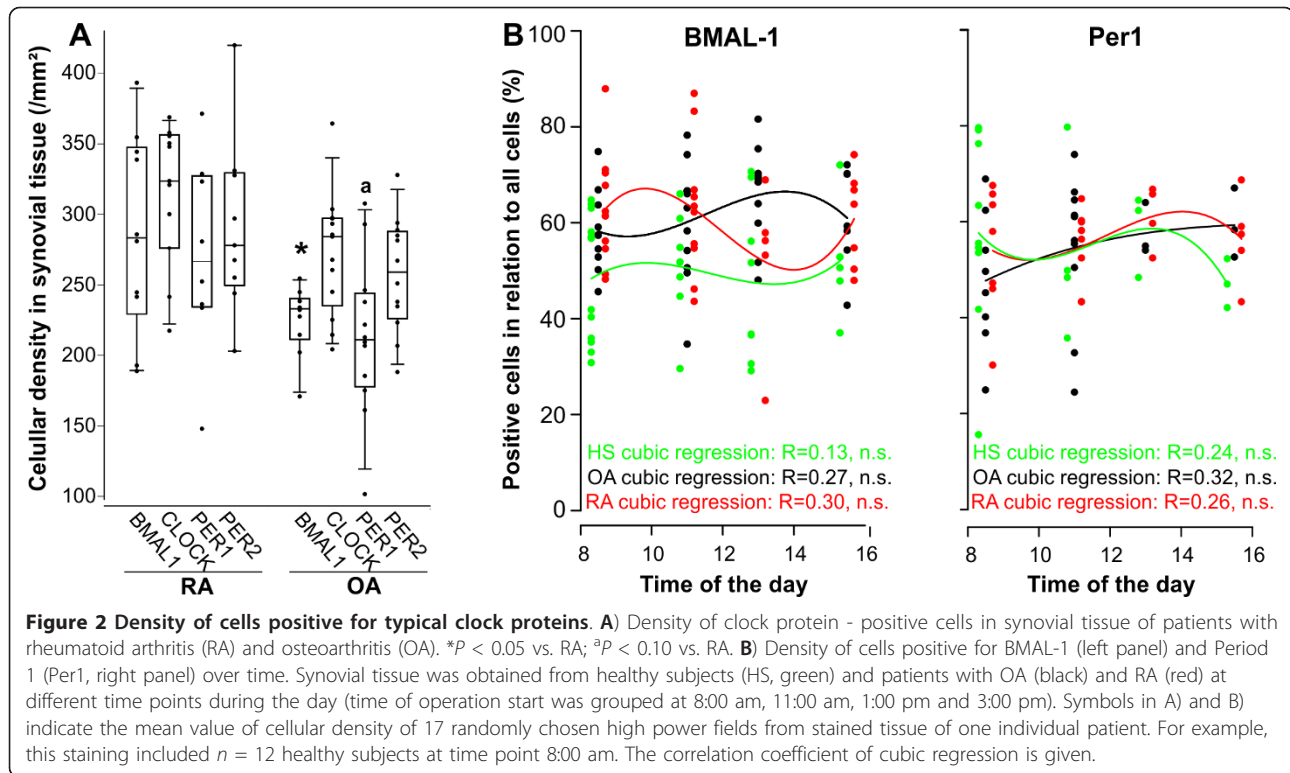 A
Celullar density in synovial tissue (/mm²)
400
350
300
250
200
150
100
*
a
BMAL1
CLOCK
PER1
PER2
BMAL1
CLOCK
PER1
PER2
RA
OA
B
BMAL-1
Per1
Positive cells in relation to all cells (%)
100
80
60
40
20
0
HS cubic regression: R=0.13, n.s.
OA cubic regression: R=0.27, n.s.
RA cubic regression: R=0.30, n.s.
HS cubic regression: R=0.24, n.s.
OA cubic regression: R=0.32, n.s.
RA cubic regression: R=0.26, n.s.
8 10 12 14 16
8 10 12 14 16
Time of the day
Time of the day
Figure 2 Density of cells positive for typical clock proteins. A) Density of clock protein - positive cells in synovial tissue of patients with
rheumatoid arthritis (RA) and osteoarthritis (OA). *P < 0.05 vs. RA; ᵃP < 0.10 vs. RA. B) Density of cells positive for BMAL-1 (left panel) and Period
1 (Per1, right panel) over time. Synovial tissue was obtained from healthy subjects (HS, green) and patients with OA (black) and RA (red) at
different time points during the day (time of operation start was grouped at 8:00 am, 11:00 am, 1:00 pm and 3:00 pm). Symbols in A) and B)
indicate the mean value of cellular density of 17 randomly chosen high power fields from stained tissue of one individual patient. For example,
this staining included n = 12 healthy subjects at time point 8:00 am. The correlation coefficient of cubic regression is given.